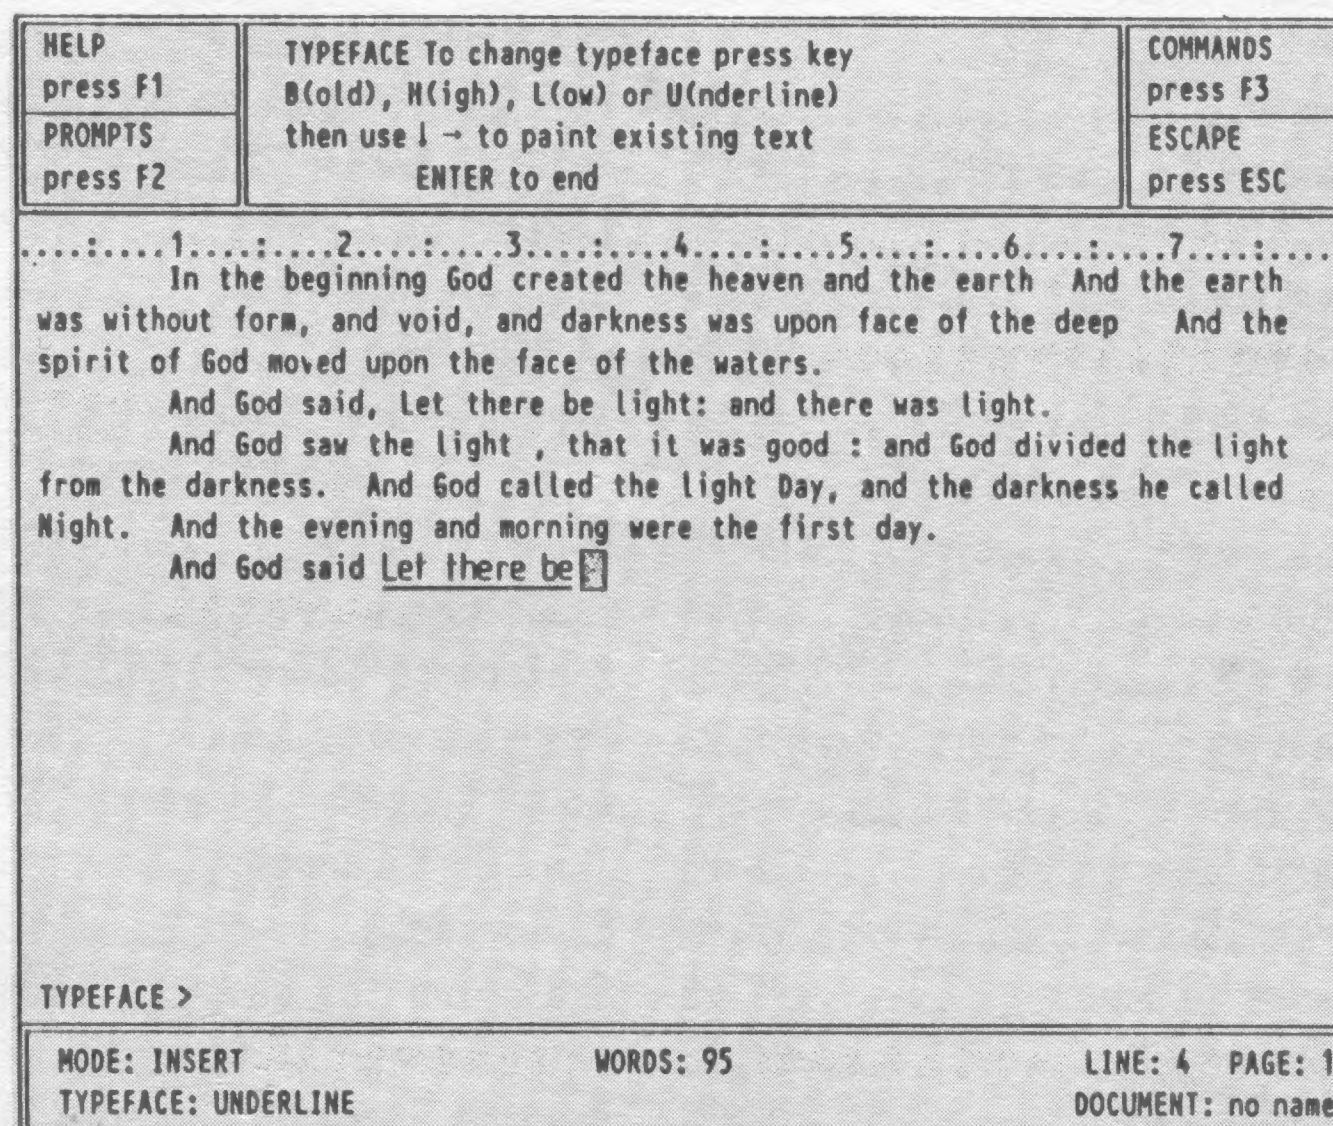 HELP
press F1
PROMPTS
press F2
TYPEFACE To change typeface press key
B(old), H(igh), L(ow) or U(nderline)
then use ↓ → to paint existing text
ENTER to end
COMMANDS
press F3
ESCAPE
press ESC
....:....1....:....2....:....3....:....4....:....5....:....6....:....7....:....
In the beginning God created the heaven and the earth  And the earth
was without form, and void, and darkness was upon face of the deep   And the
spirit of God moved upon the face of the waters.
And God said, Let there be light: and there was light.
And God saw the light , that it was good : and God divided the light
from the darkness.  And God called the light Day, and the darkness he called
Night.  And the evening and morning were the first day.
And God said Let there be
TYPEFACE >
MODE: INSERT WORDS: 95 LINE: 4 PAGE: 1
TYPEFACE: UNDERLINE DOCUMENT: no name